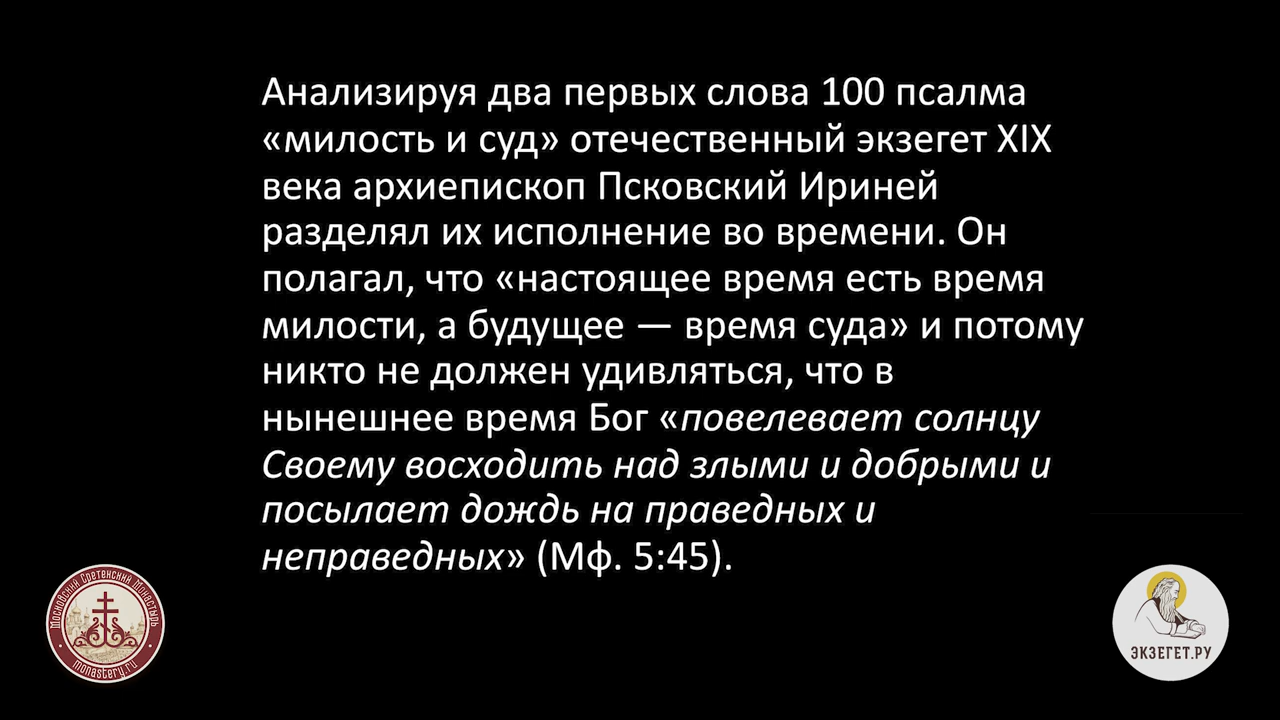 Анализируя два первых слова 100 псалма
«милость и суд» отечественный экзегет XIX
века архиепископ Псковский Ириней
разделял их исполнение во времени. Он
полагал, что «настоящее время есть время
милости, а будущее — время суда» и потому
никто не должен удивляться, что в
нынешнее время Бог «повелевает солнцу
Своему восходить над злыми и добрыми и
посылает дождь на праведных и
неправедных» (Мф. 5:45).
Московский Сретенский Монастырь
monastery.ru
ЭКЗЕГЕТ.РУ